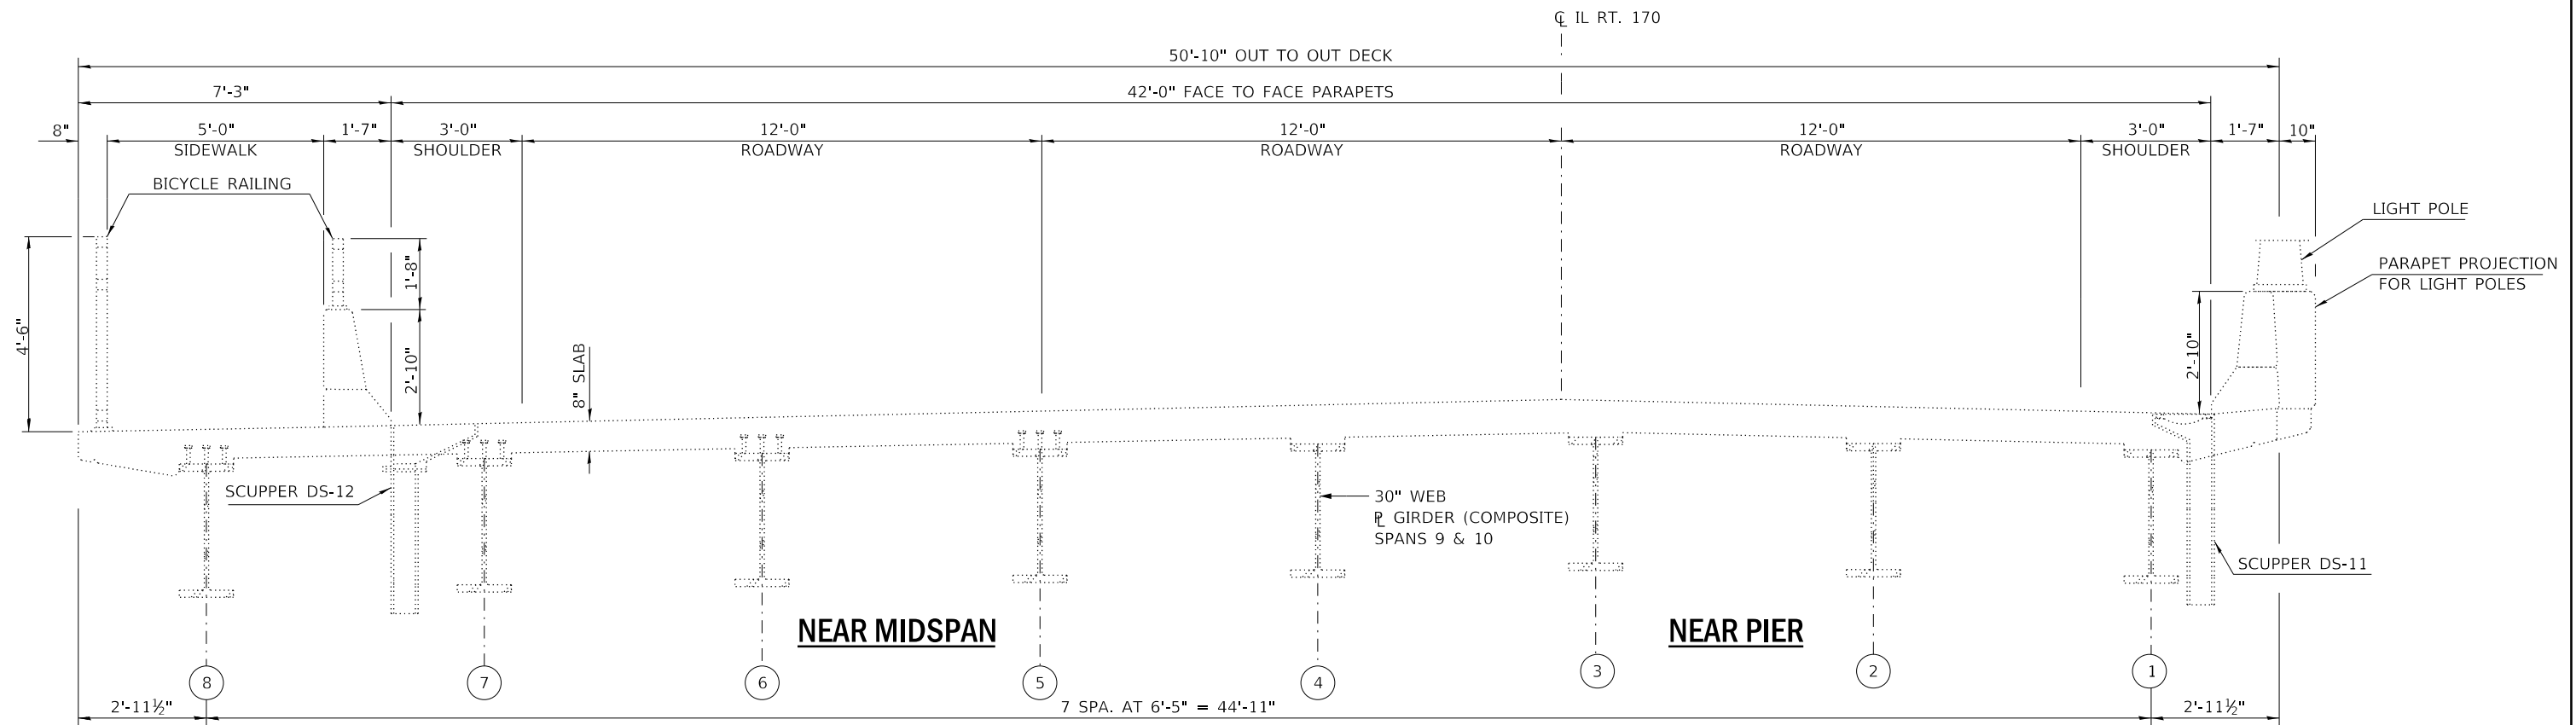 ℄ IL RT. 170
50'-10" OUT TO OUT DECK
7'-3"
42'-0" FACE TO FACE PARAPETS
8"
5'-0"
1'-7"
3'-0"
12'-0"
12'-0"
12'-0"
3'-0"
1'-7"
10"
SIDEWALK
SHOULDER
ROADWAY
ROADWAY
ROADWAY
SHOULDER
BICYCLE RAILING
LIGHT POLE
PARAPET PROJECTION
FOR LIGHT POLES
1'-8"
4'-6"
2'-10"
8" SLAB
2'-10"
SCUPPER DS-12
30" WEB
㎙ GIRDER (COMPOSITE)
SPANS 9 & 10
SCUPPER DS-11
NEAR MIDSPAN
NEAR PIER
8
7
6
5
4
3
2
1
2'-11½"
7 SPA. AT 6'-5" = 44'-11"
2'-11½"